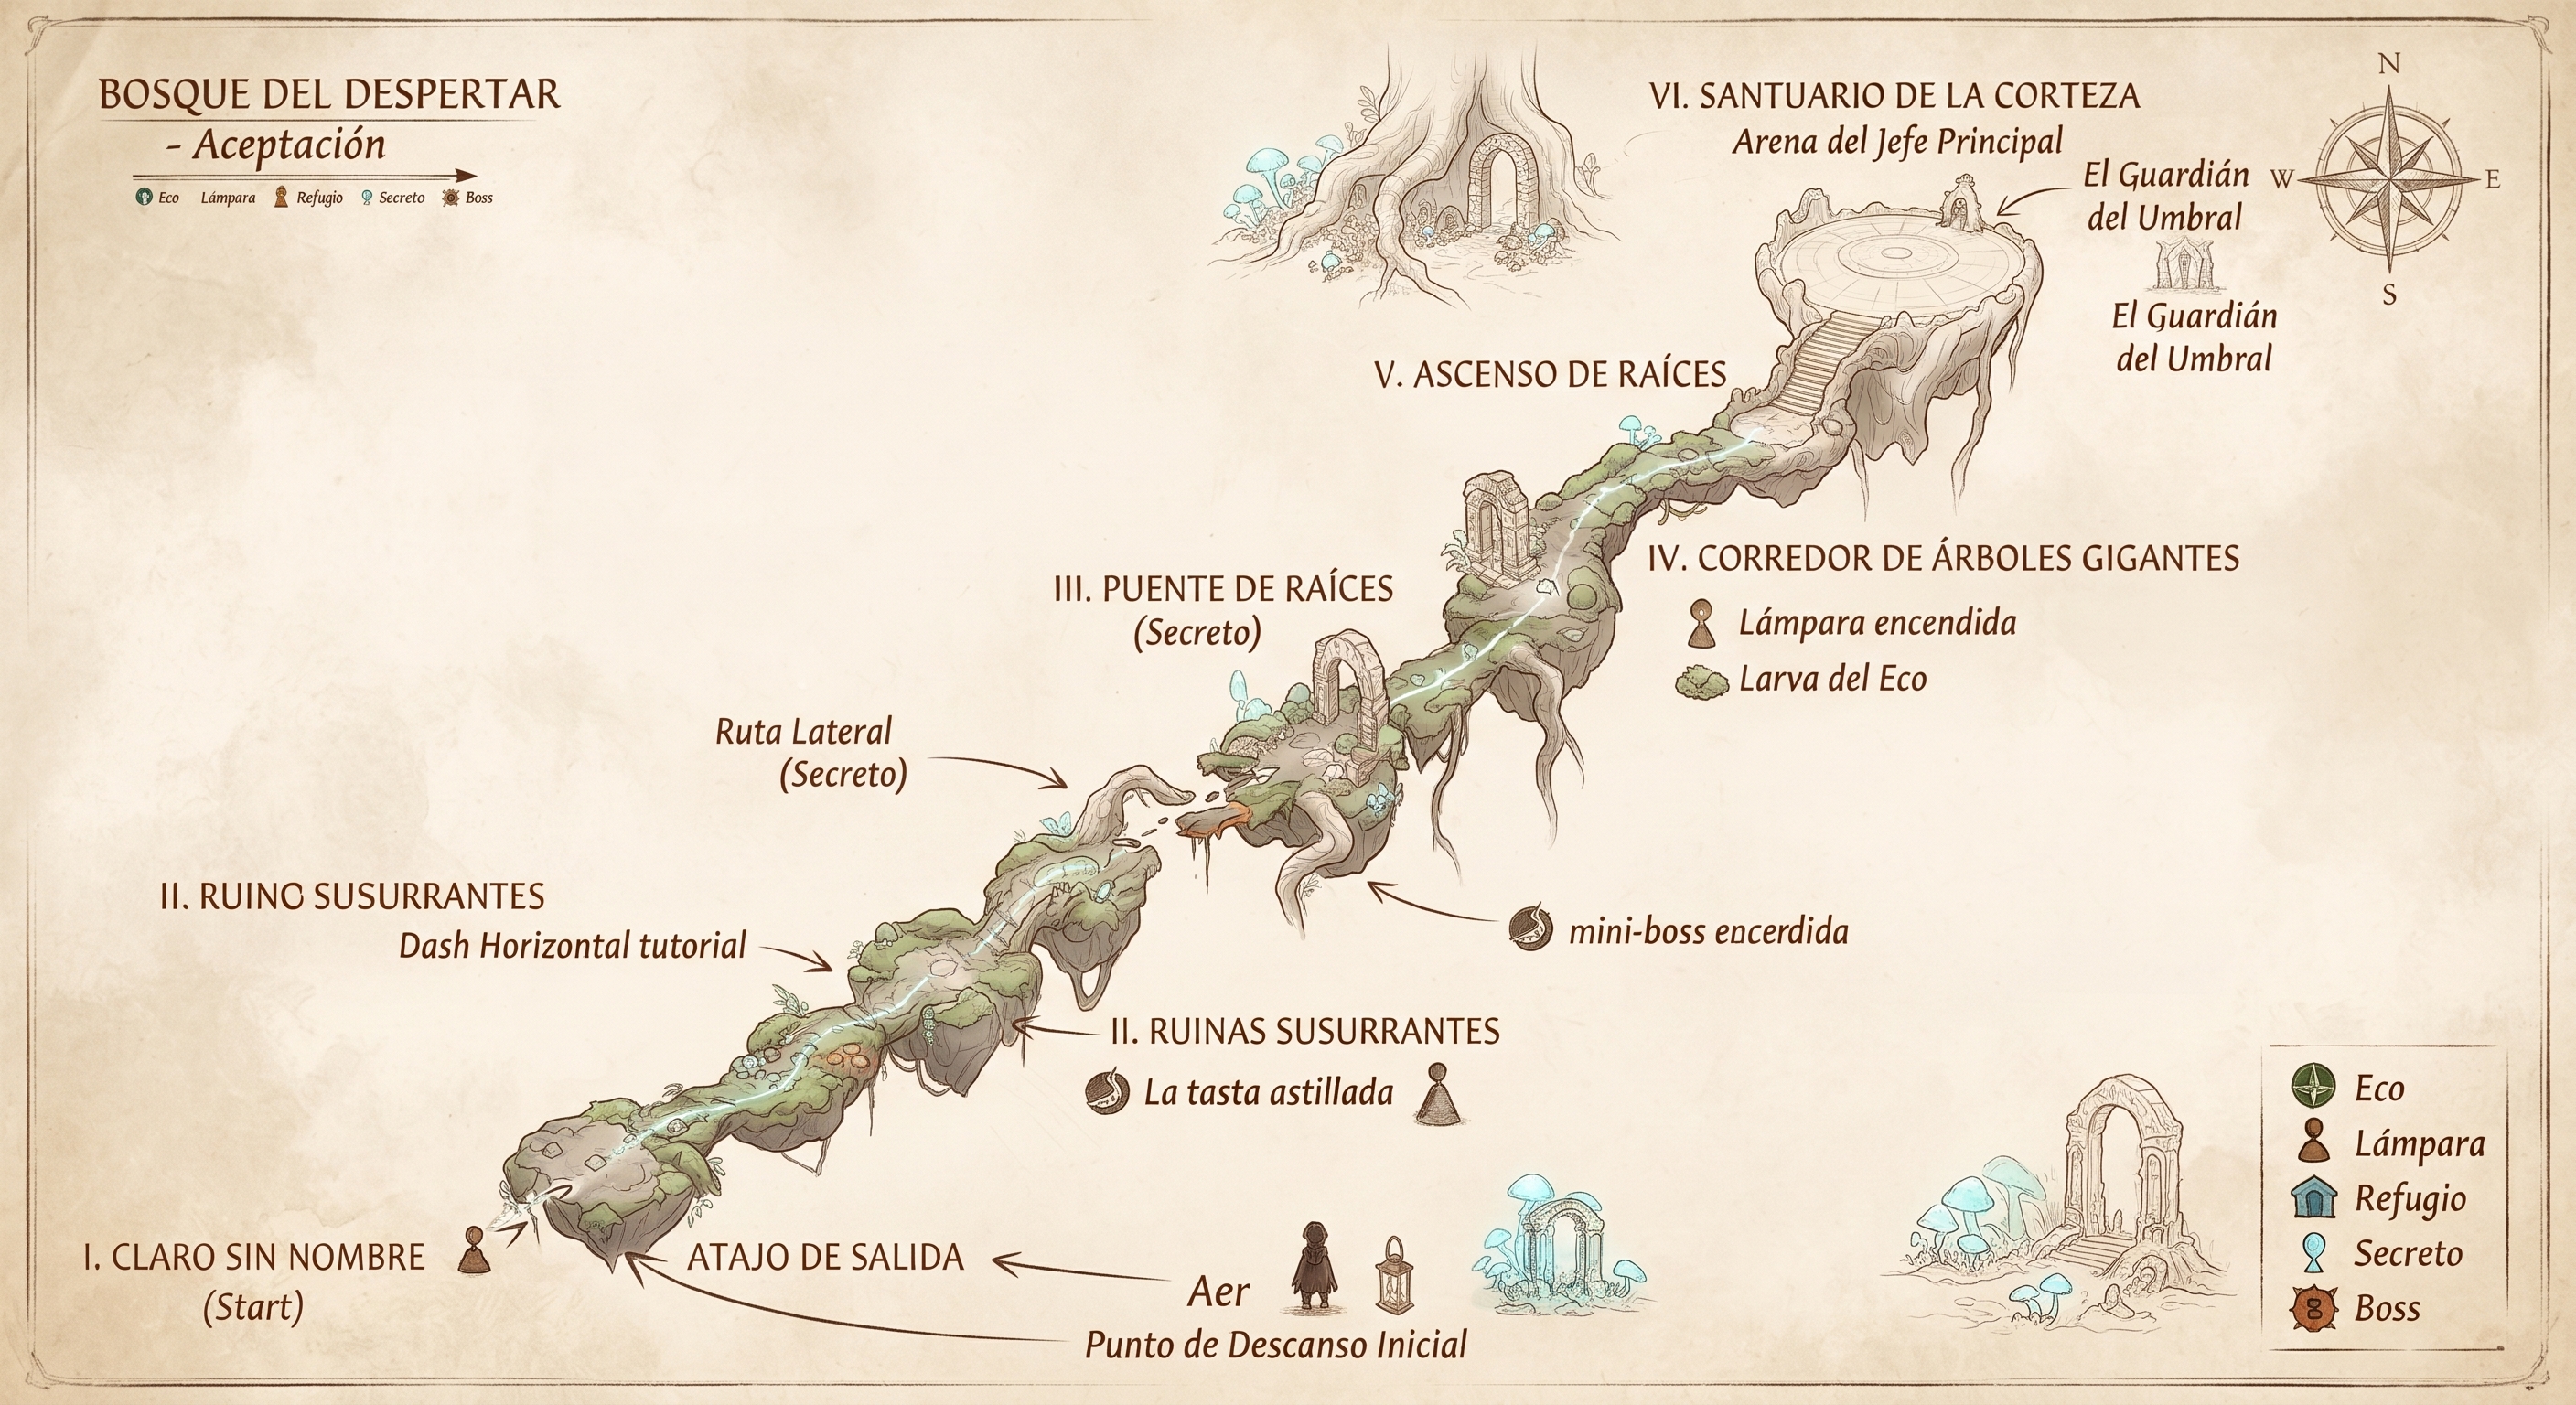 BOSQUE DEL DESPERTAR
- Aceptación
Eco Lámpara Refugio Secreto Boss
VI. SANTUARIO DE LA CORTEZA
Arena del Jefe Principal
El Guardián
del Umbral
El Guardián
del Umbral
N
W
E
S
V. ASCENSO DE RAÍCES
IV. CORREDOR DE ÁRBOLES GIGANTES
Lámpara encendida
Larva del Eco
III. PUENTE DE RAÍCES
(Secreto)
Ruta Lateral
(Secreto)
mini-boss encerdida
II. RUINO SUSURRANTES
Dash Horizontal tutorial
II. RUINAS SUSURRANTES
La tasta astillada
I. CLARO SIN NOMBRE
(Start)
ATAJO DE SALIDA
Aer
Punto de Descanso Inicial
Eco
Lámpara
Refugio
Secreto
Boss